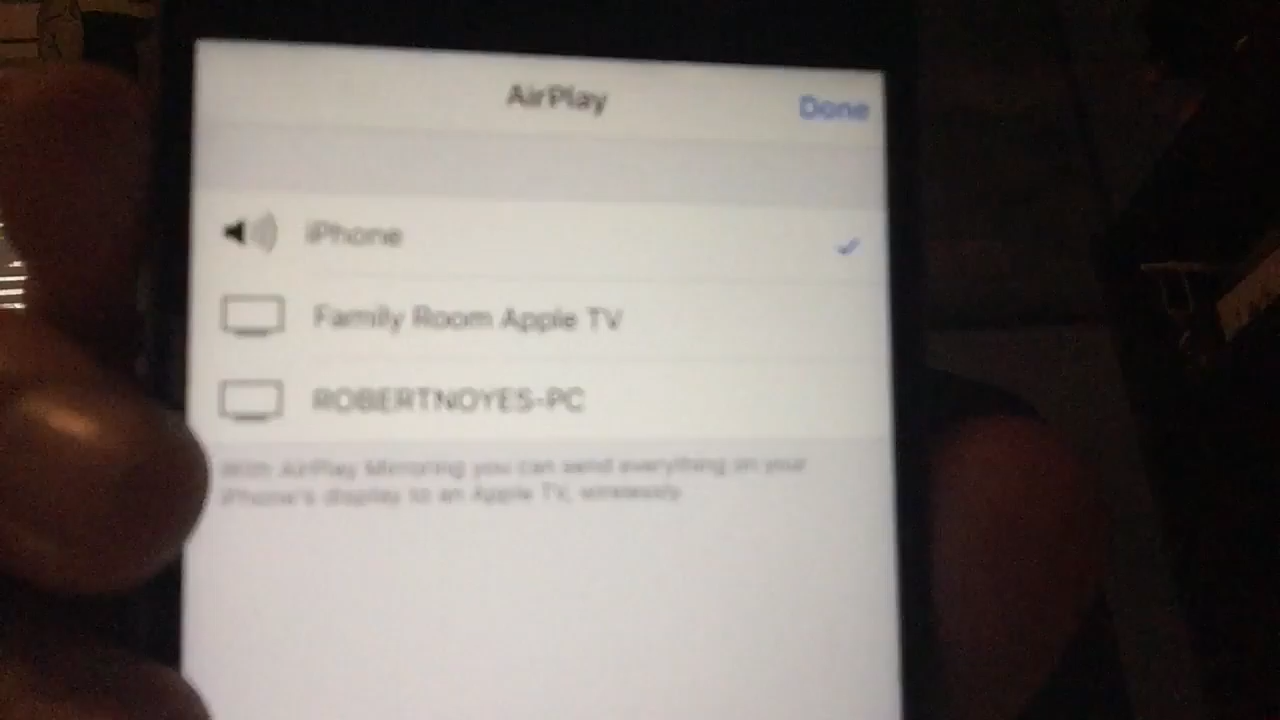 AirPlay
Done
iPhone
Family Room Apple TV
ROBERTNOYES-PC
With AirPlay Mirroring you can send everything on your
iPhone's display to an Apple TV, wirelessly.